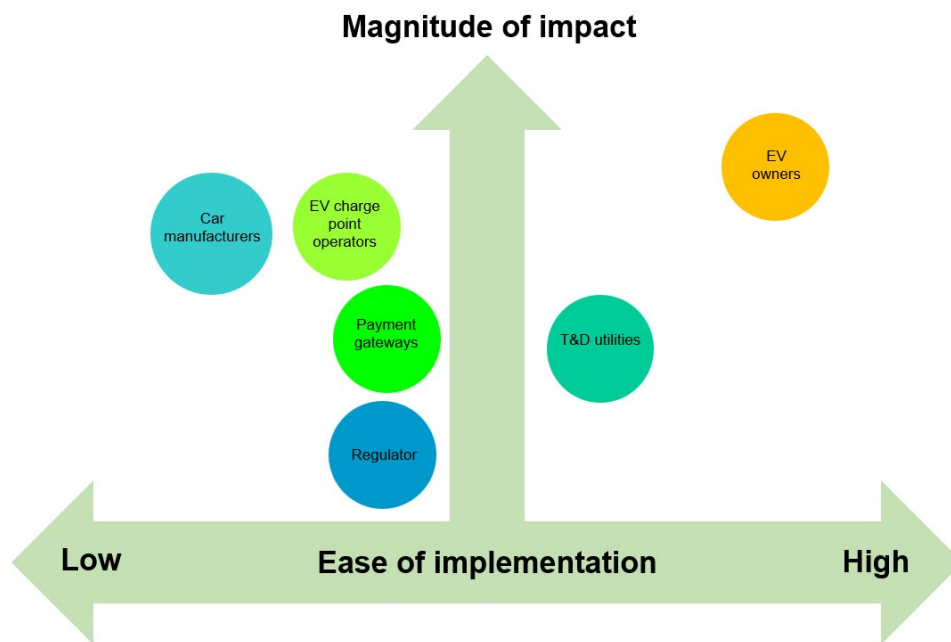 Magnitude of impact
EV
owners
Car
manufacturers
EV charge
point
operators
Payment
gateways
T&D utilities
Regulator
Low
Ease of implementation
High